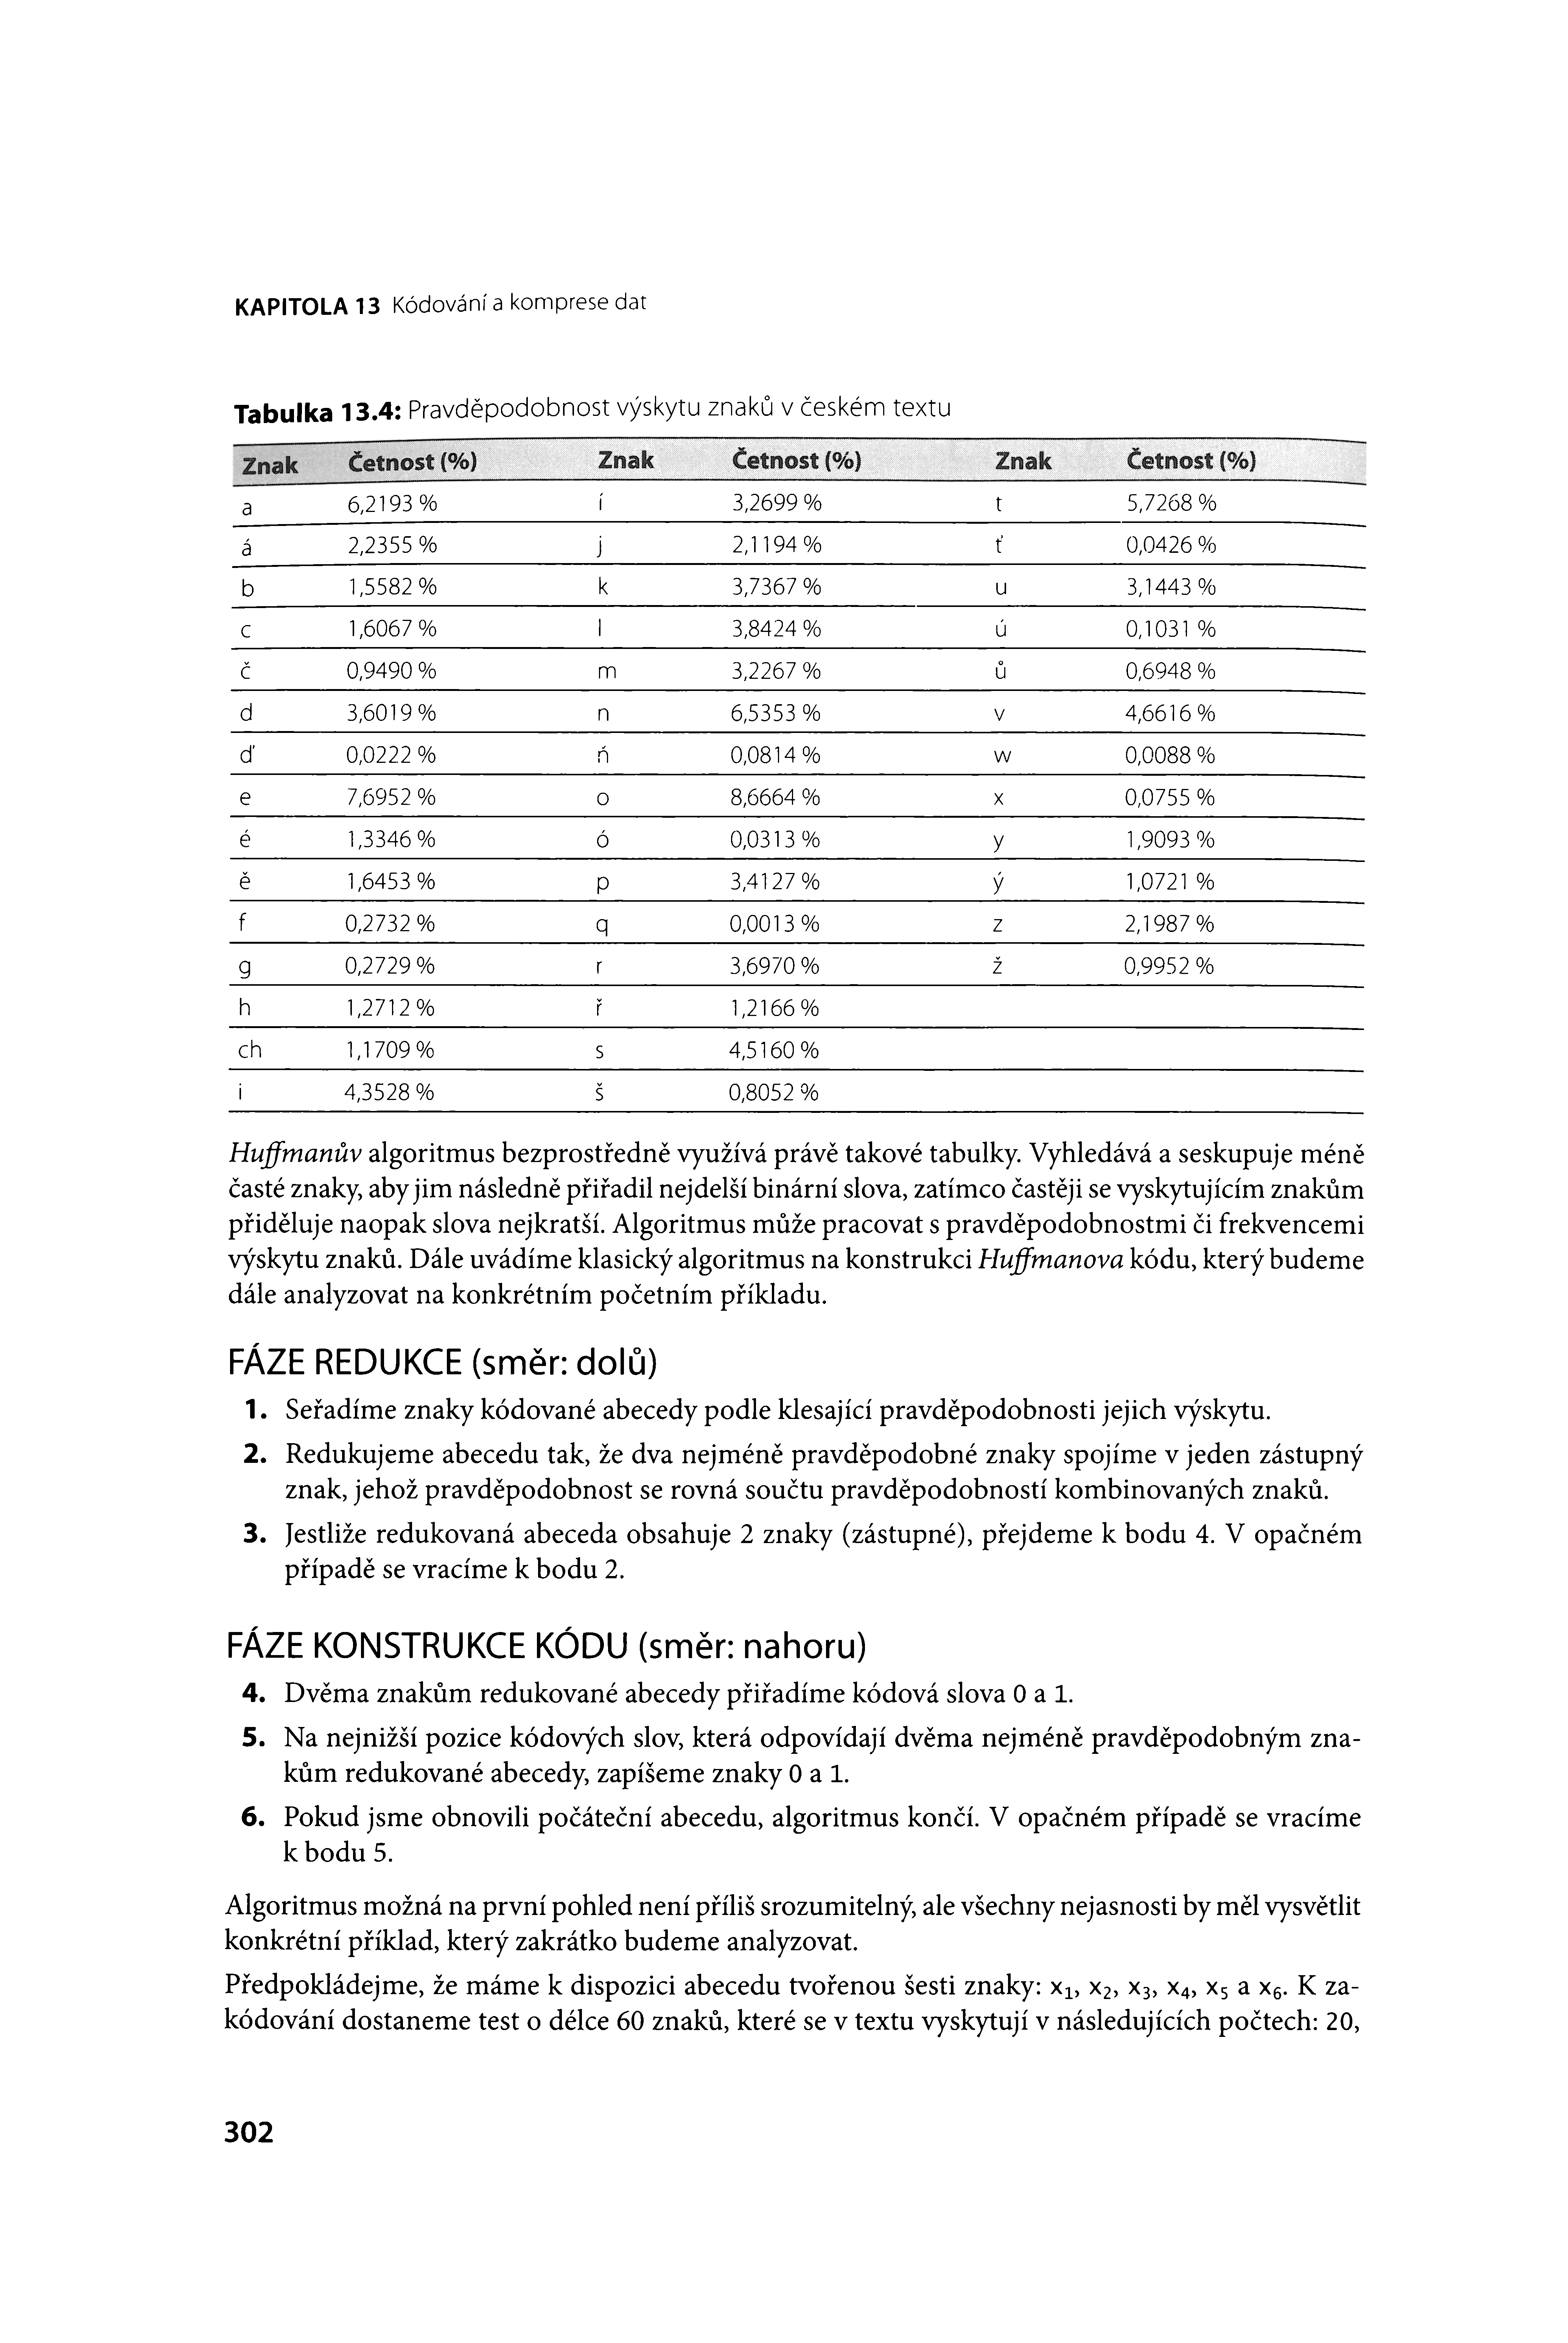 KAPITOLA 13 Kódování a komprese dat
Tabulka 13.4: Pravděpodobnost výskytu znaků v českém textu
Znak Četnost (%) Znak Četnost (%) Znak Četnost (%)
a 6,2193 % í 3,2699 % t 5,7268 %
á 2,2355 % j 2,1194 % ť 0,0426 %
b 1,5582 % k 3,7367 % u 3,1443 %
c 1,6067 % l 3,8424 % ú 0,1031 %
č 0,9490 % m 3,2267 % ů 0,6948 %
d 3,6019 % n 6,5353 % v 4,6616 %
ď 0,0222 % ň 0,0814 % w 0,0088 %
e 7,6952 % o 8,6664 % x 0,0755 %
é 1,3346 % ó 0,0313 % y 1,9093 %
ě 1,6453 % p 3,4127 % ý 1,0721 %
f 0,2732 % q 0,0013 % z 2,1987 %
g 0,2729 % r 3,6970 % ž 0,9952 %
h 1,2712 % ř 1,2166 %
ch 1,1709 % s 4,5160 %
i 4,3528 % š 0,8052 %
Huffmanův algoritmus bezprostředně využívá právě takové tabulky. Vyhledává a seskupuje méně
časté znaky, aby jim následně přiřadil nejdelší binární slova, zatímco častěji se vyskytujícím znakům
přiděluje naopak slova nejkratší. Algoritmus může pracovat s pravděpodobnostmi či frekvencemi
výskytu znaků. Dále uvádíme klasický algoritmus na konstrukci Huffmanova kódu, který budeme
dále analyzovat na konkrétním početním příkladu.
FÁZE REDUKCE (směr: dolů)
1. Seřadíme znaky kódované abecedy podle klesající pravděpodobnosti jejich výskytu.
2. Redukujeme abecedu tak, že dva nejméně pravděpodobné znaky spojíme v jeden zástupný
znak, jehož pravděpodobnost se rovná součtu pravděpodobností kombinovaných znaků.
3. Jestliže redukovaná abeceda obsahuje 2 znaky (zástupné), přejdeme k bodu 4. V opačném
případě se vracíme k bodu 2.
FÁZE KONSTRUKCE KÓDU (směr: nahoru)
4. Dvěma znakům redukované abecedy přiřadíme kódová slova 0 a 1.
5. Na nejnižší pozice kódových slov, která odpovídají dvěma nejméně pravděpodobným zna-
kům redukované abecedy, zapíšeme znaky 0 a 1.
6. Pokud jsme obnovili počáteční abecedu, algoritmus končí. V opačném případě se vracíme
k bodu 5.
Algoritmus možná na první pohled není příliš srozumitelný, ale všechny nejasnosti by měl vysvětlit
konkrétní příklad, který zakrátko budeme analyzovat.
Předpokládejme, že máme k dispozici abecedu tvořenou šesti znaky: x₁, x₂, x₃, x₄, x₅ a x₆. K za-
kódování dostaneme test o délce 60 znaků, které se v textu vyskytují v následujících počtech: 20,
302